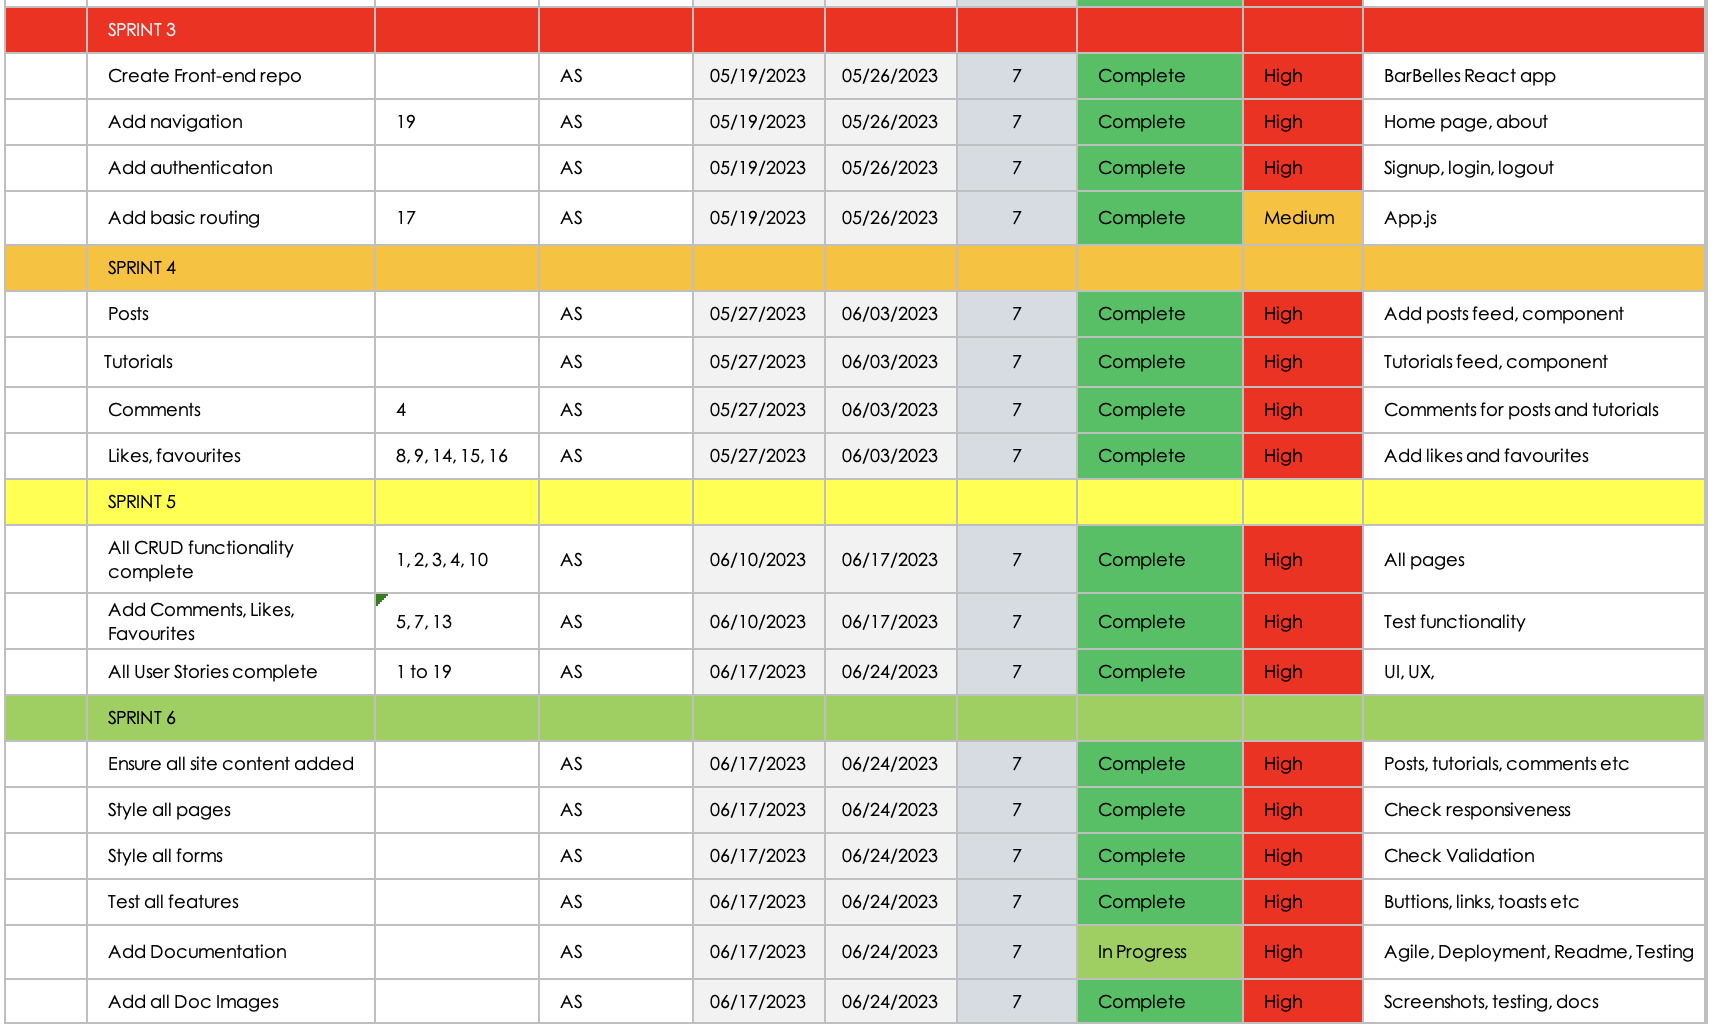 SPRINT 3
Create Front-end repo AS 05/19/2023 05/26/2023 7 Complete High BarBelles React app
Add navigation 19 AS 05/19/2023 05/26/2023 7 Complete High Home page, about
Add authenticaton AS 05/19/2023 05/26/2023 7 Complete High Signup, login, logout
Add basic routing 17 AS 05/19/2023 05/26/2023 7 Complete Medium App.js
SPRINT 4
Posts AS 05/27/2023 06/03/2023 7 Complete High Add posts feed, component
Tutorials AS 05/27/2023 06/03/2023 7 Complete High Tutorials feed, component
Comments 4 AS 05/27/2023 06/03/2023 7 Complete High Comments for posts and tutorials
Likes, favourites 8, 9, 14, 15, 16 AS 05/27/2023 06/03/2023 7 Complete High Add likes and favourites
SPRINT 5
All CRUD functionality
complete 1, 2, 3, 4, 10 AS 06/10/2023 06/17/2023 7 Complete High All pages
Add Comments, Likes,
Favourites 5, 7, 13 AS 06/10/2023 06/17/2023 7 Complete High Test functionality
All User Stories complete 1 to 19 AS 06/17/2023 06/24/2023 7 Complete High UI, UX,
SPRINT 6
Ensure all site content added AS 06/17/2023 06/24/2023 7 Complete High Posts, tutorials, comments etc
Style all pages AS 06/17/2023 06/24/2023 7 Complete High Check responsiveness
Style all forms AS 06/17/2023 06/24/2023 7 Complete High Check Validation
Test all features AS 06/17/2023 06/24/2023 7 Complete High Buttions, links, toasts etc
Add Documentation AS 06/17/2023 06/24/2023 7 In Progress High Agile, Deployment, Readme, Testing
Add all Doc Images AS 06/17/2023 06/24/2023 7 Complete High Screenshots, testing, docs